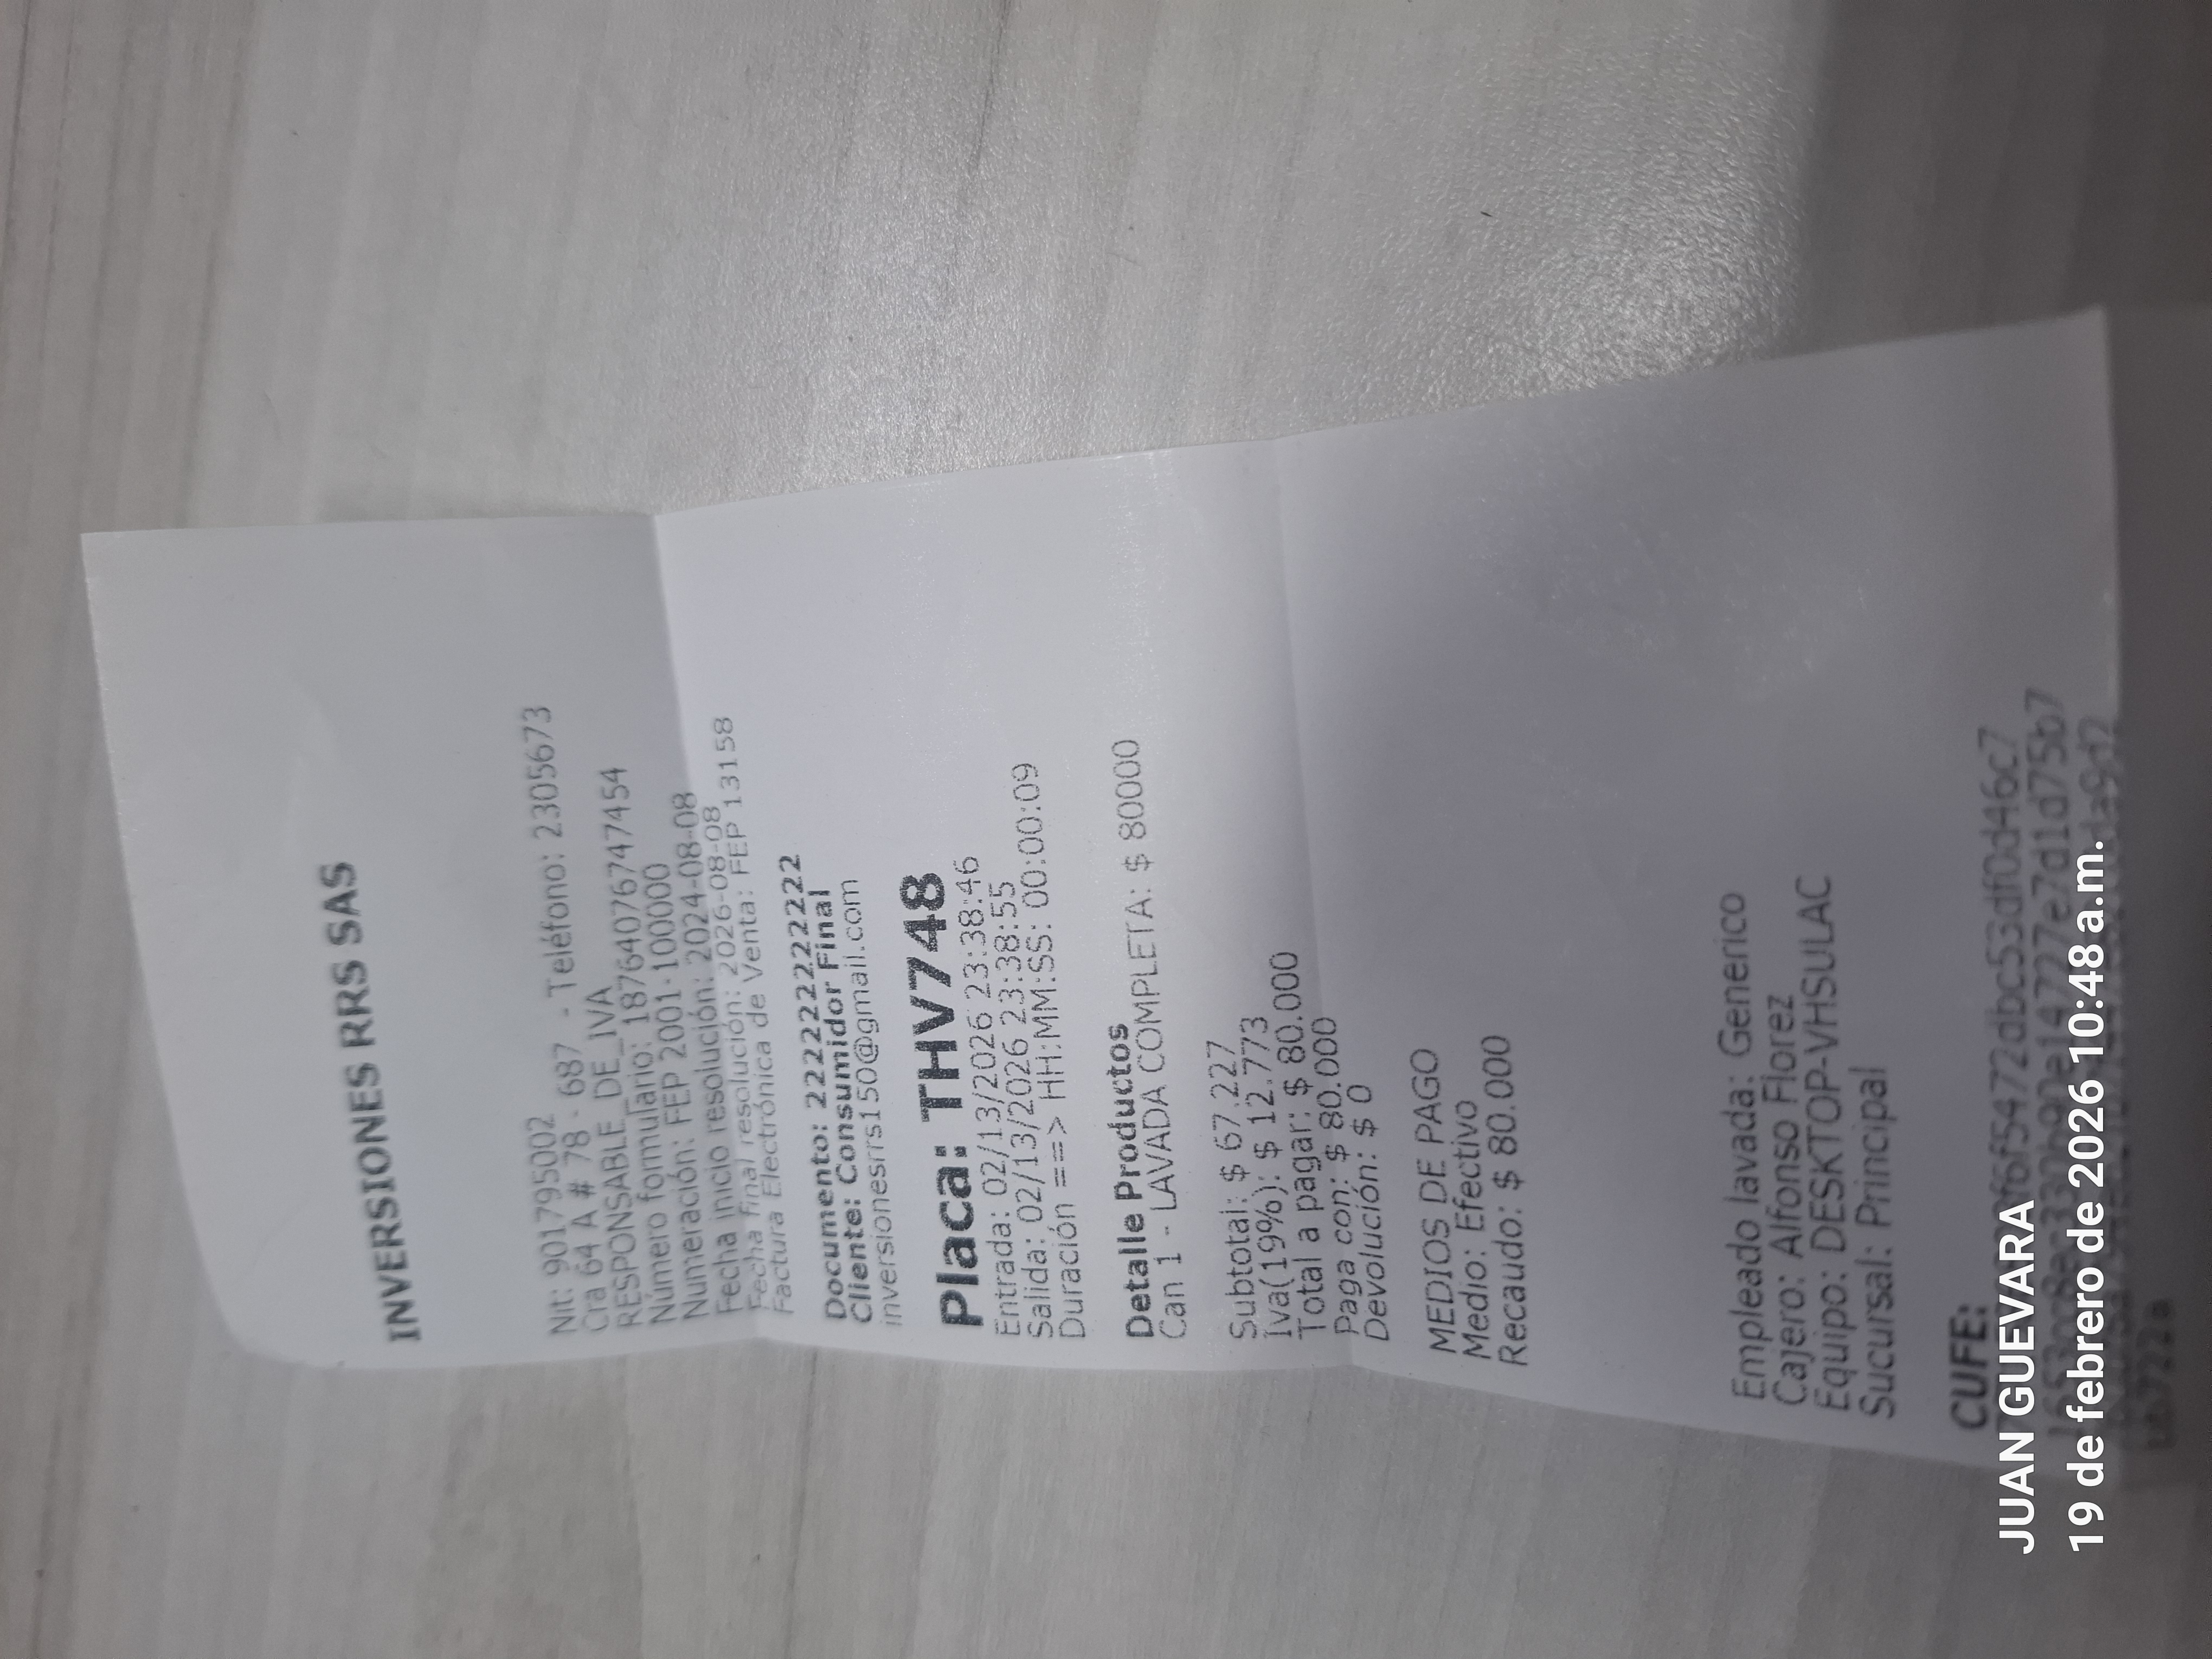 INVERSIONES RRS SAS
Nit: 901795002
Cra 64 A # 78 - 687 - Teléfono: 2305673
RESPONSABLE_DE_IVA
Número formulario: 18764076747454
Numeración: FEP 2001-100000
Fecha inicio resolución: 2024-08-08
Fecha final resolución: 2026-08-08
Factura Electrónica de Venta: FEP 13158
Documento: 222222222222
Cliente: Consumidor Final
inversionesrrs150@gmail.com
Placa: THV748
Entrada: 02/13/2026 23:38:46
Salida: 02/13/2026 23:38:55
Duración ===> HH:MM:SS: 00:00:09
Detalle Productos
Can 1 - LAVADA COMPLETA: $ 80000
Subtotal: $ 67.227
Iva(19%): $ 12.773
Total a pagar: $ 80.000
Paga con: $ 80.000
Devolución: $ 0
MEDIOS DE PAGO
Medio: Efectivo
Recaudo: $ 80.000
Empleado lavada: Generico
Cajero: Alfonso Florez
Equipo: DESKTOP-VHSULAC
Sucursal: Principal
CUFE:
JUAN GUEVARA
19 de febrero de 2026 10:48 a.m.